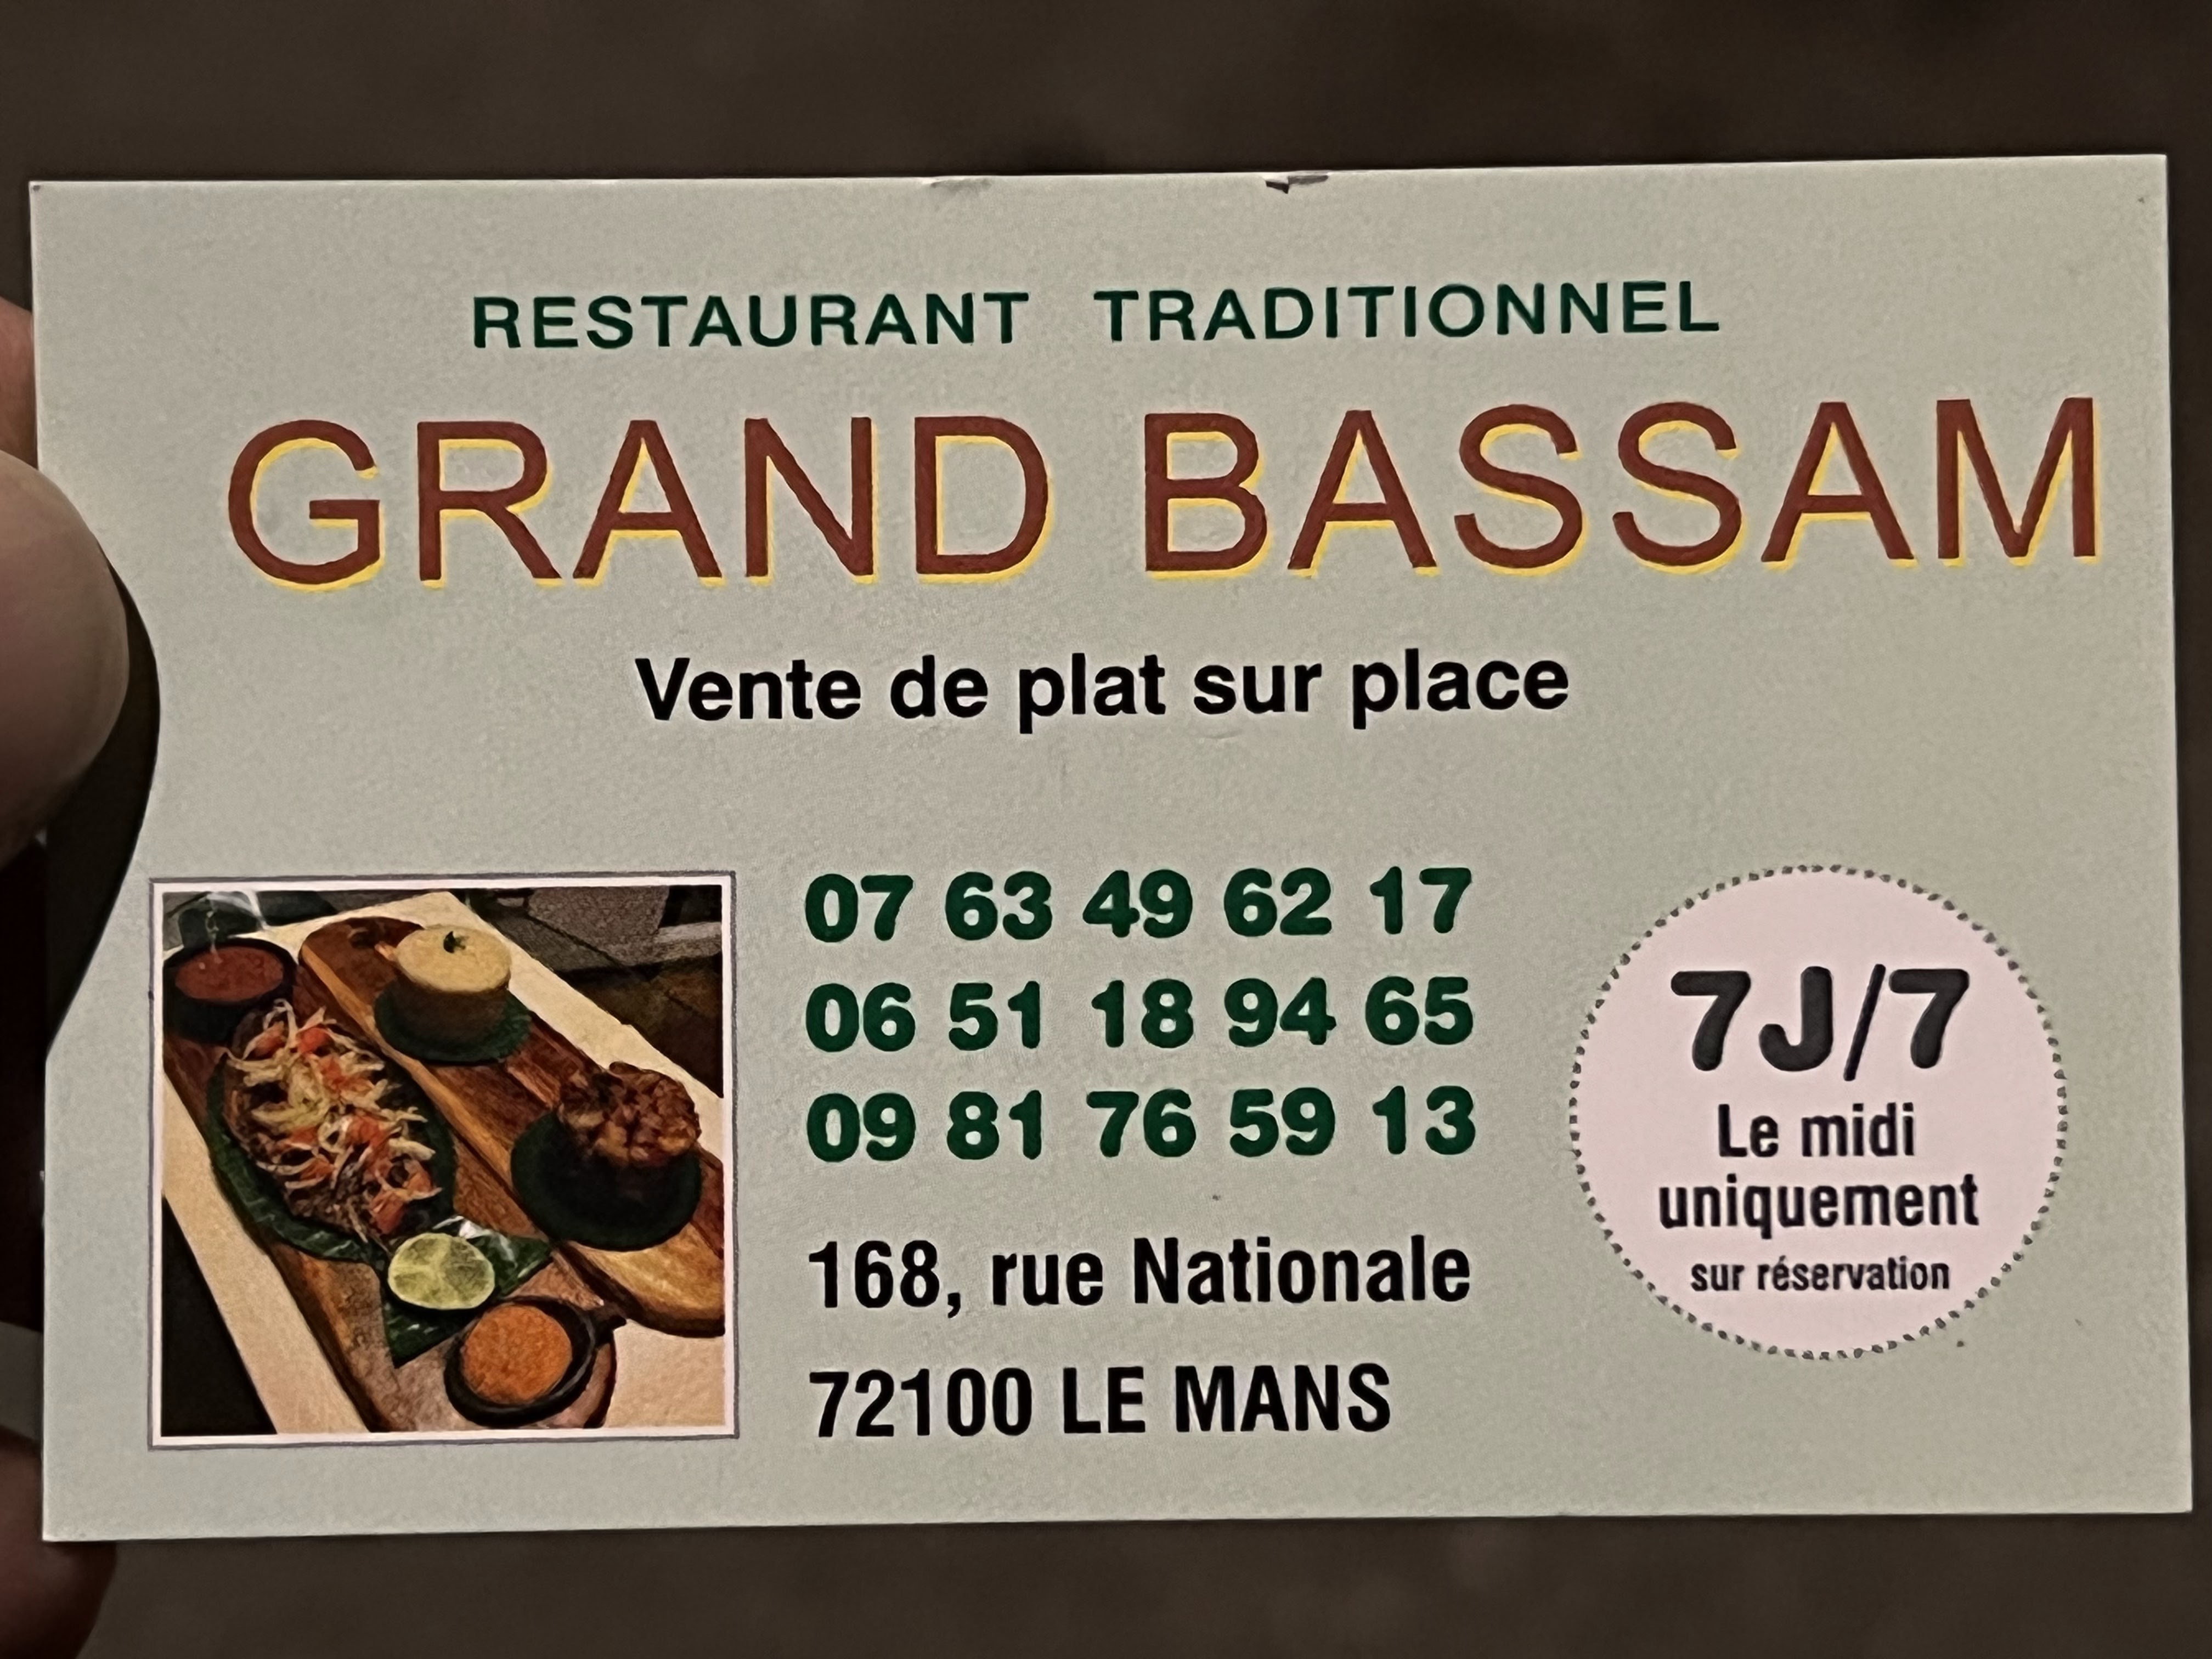 RESTAURANT TRADITIONNEL
GRAND BASSAM
Vente de plat sur place
07 63 49 62 17
06 51 18 94 65
09 81 76 59 13
168, rue Nationale
72100 LE MANS
7J/7
Le midi
uniquement
sur réservation